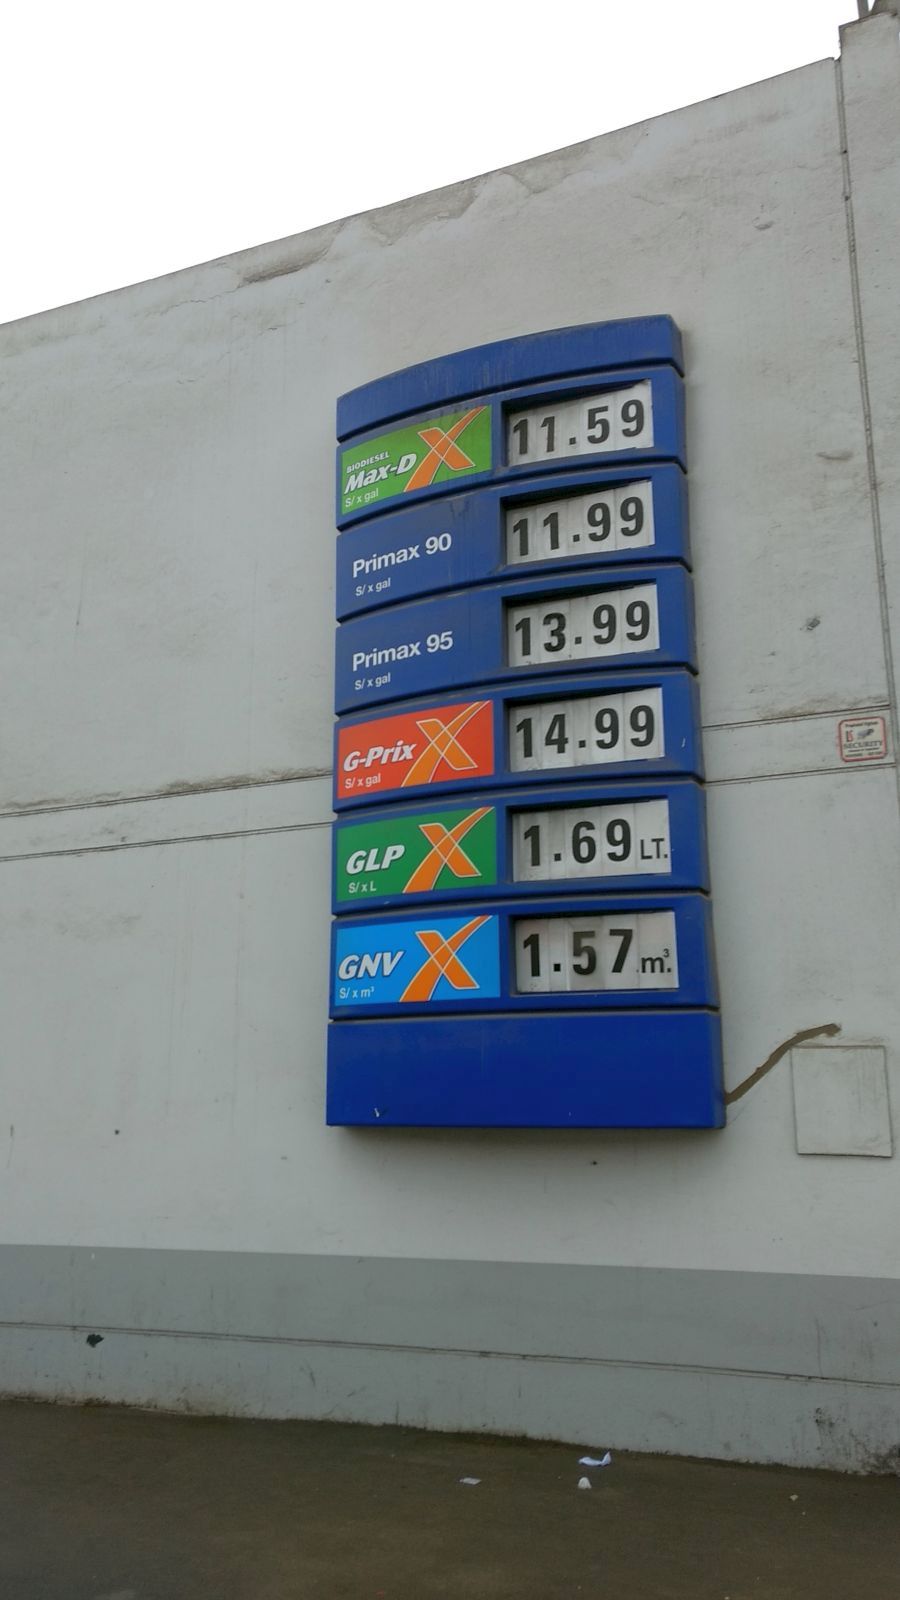 BIODIESEL
Max-D X
S/ x gal
11.59
Primax 90
S/ x gal
11.99
Primax 95
S/ x gal
13.99
G-Prix X
S/ x gal
14.99
GLP X
S/ x L
1.69 LT.
GNV X
S/ x m³
1.57 m³.
SECURITY